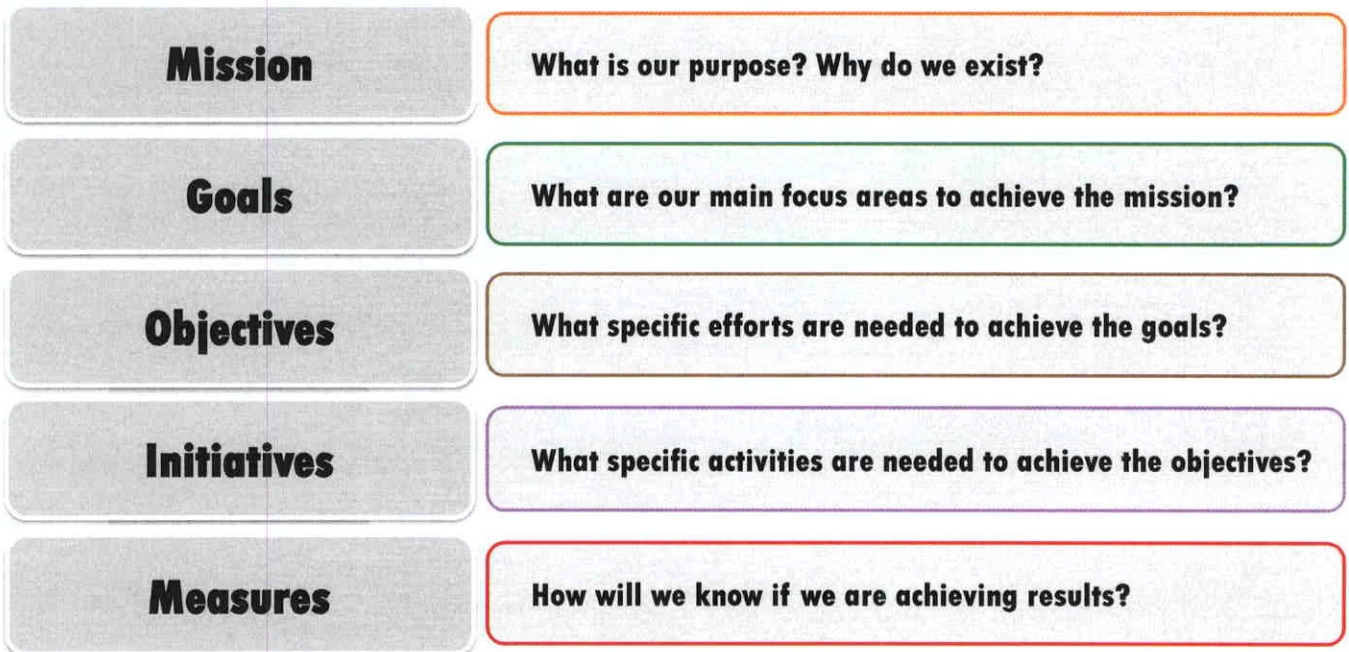 Mission
What is our purpose? Why do we exist?
Goals
What are our main focus areas to achieve the mission?
Objectives
What specific efforts are needed to achieve the goals?
Initiatives
What specific activities are needed to achieve the objectives?
Measures
How will we know if we are achieving results?